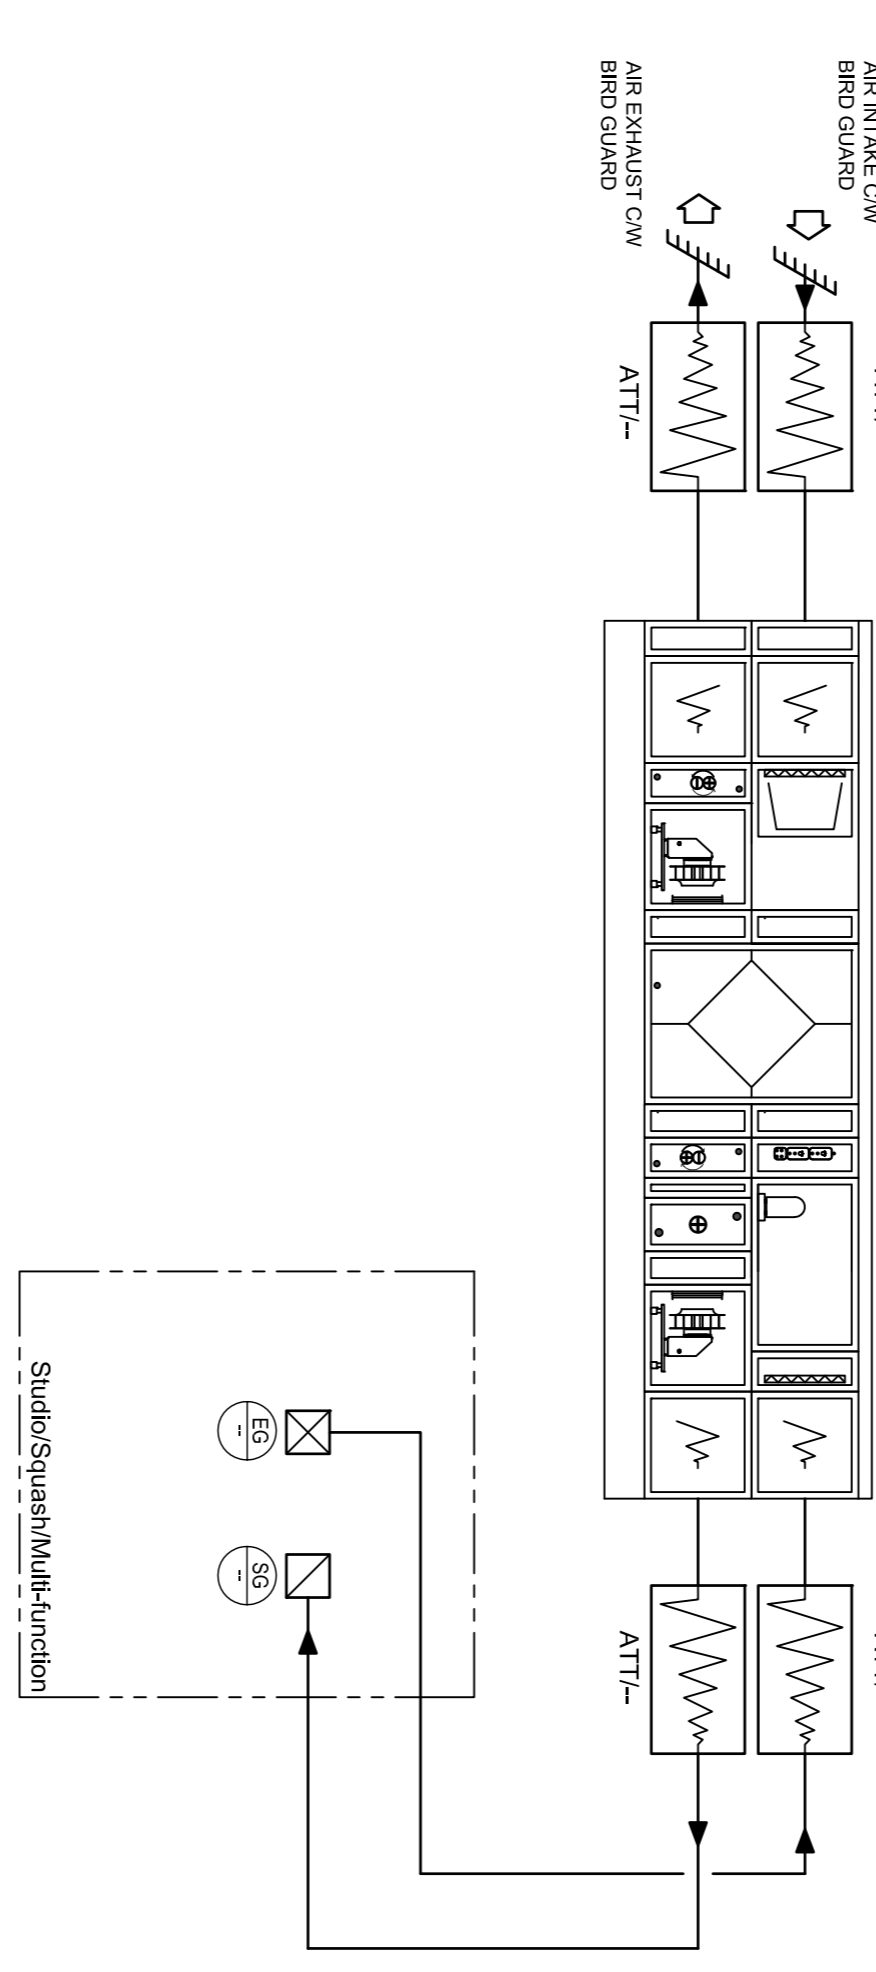 AIR INTAKE C/W
BIRD GUARD
AIR EXHAUST C/W
BIRD GUARD
ATT/--
ATT/--
EG
--
SG
--
Studio/Squash/Multi-function